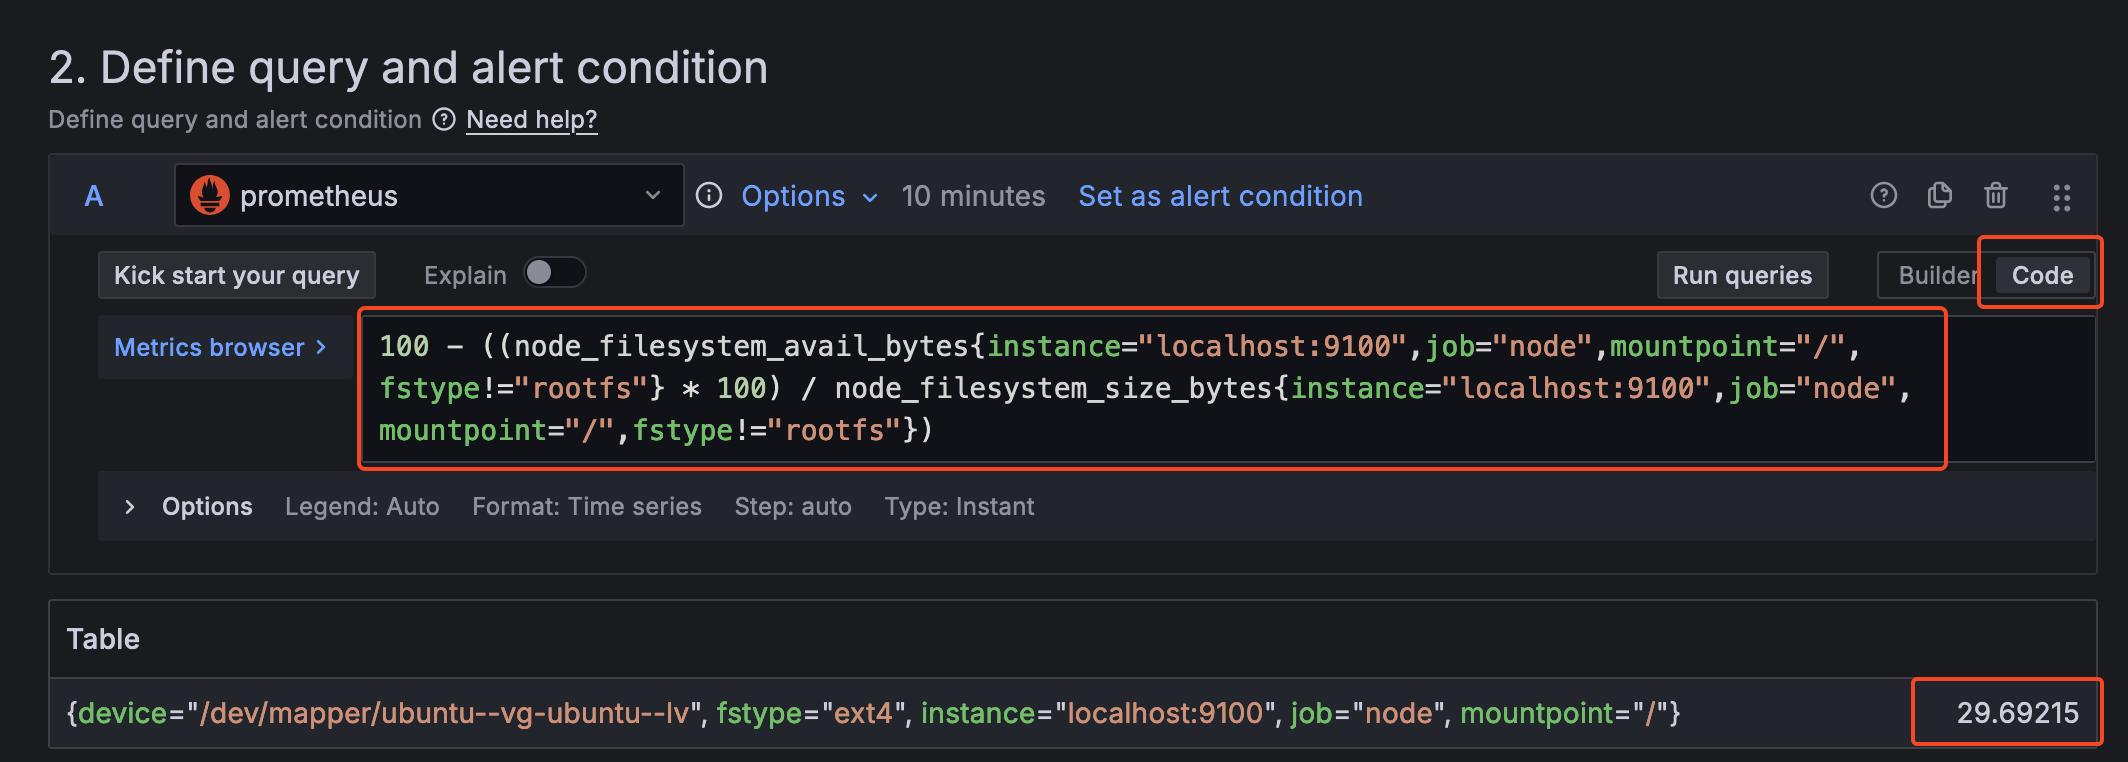 2. Define query and alert condition
Define query and alert condition ? Need help?
A prometheus Options 10 minutes Set as alert condition
Kick start your query Explain Run queries Builder Code
Metrics browser > 100 - ((node_filesystem_avail_bytes{instance="localhost:9100",job="node",mountpoint="/",
fstype!="rootfs"} * 100) / node_filesystem_size_bytes{instance="localhost:9100",job="node",
mountpoint="/",fstype!="rootfs"})
> Options Legend: Auto Format: Time series Step: auto Type: Instant
Table
{device="/dev/mapper/ubuntu--vg-ubuntu--lv", fstype="ext4", instance="localhost:9100", job="node", mountpoint="/"} 29.69215